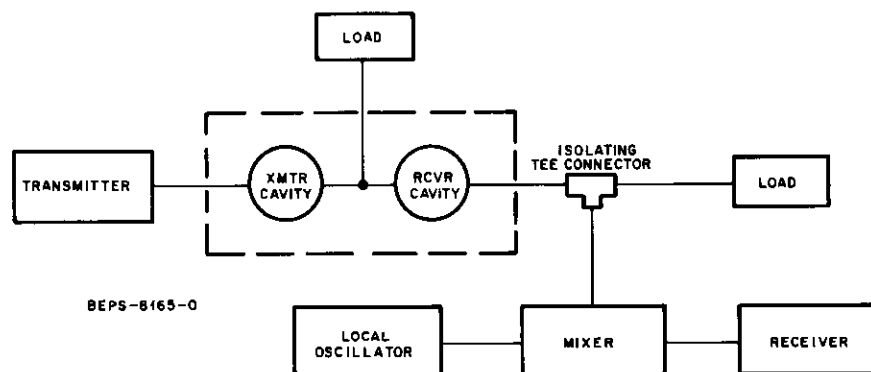 LOAD
TRANSMITTER
XMTR
CAVITY
RCVR
CAVITY
ISOLATING
TEE CONNECTOR
LOAD
BEPS-8165-0
LOCAL
OSCILLATOR
MIXER
RECEIVER